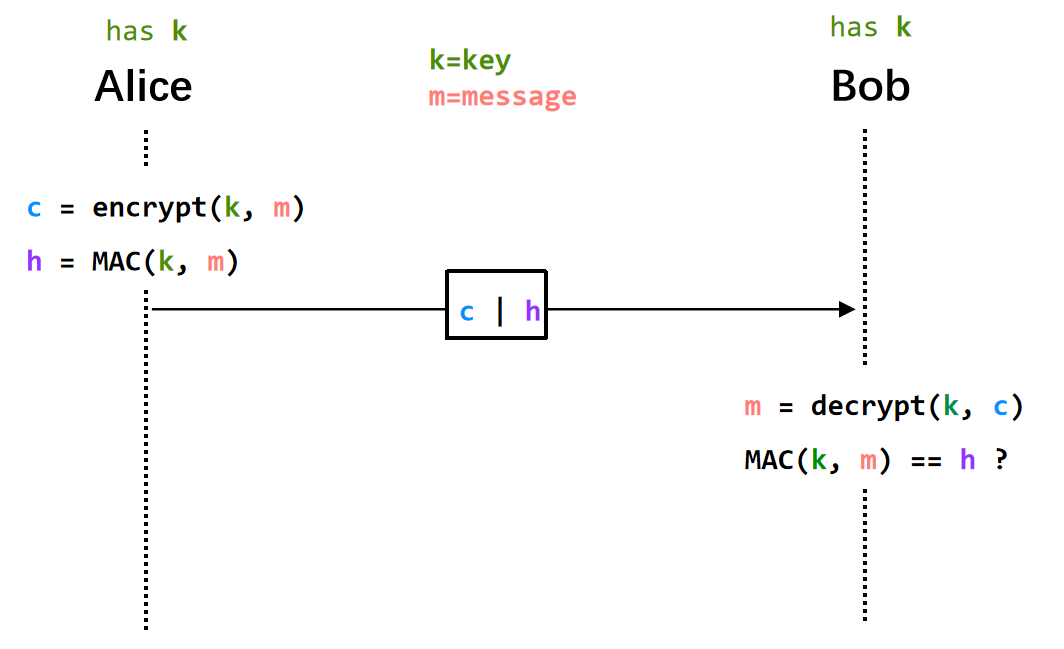 has k
Alice
k=key
m=message
has k
Bob
c = encrypt(k, m)
h = MAC(k, m)
c | h
m = decrypt(k, c)
MAC(k, m) == h ?